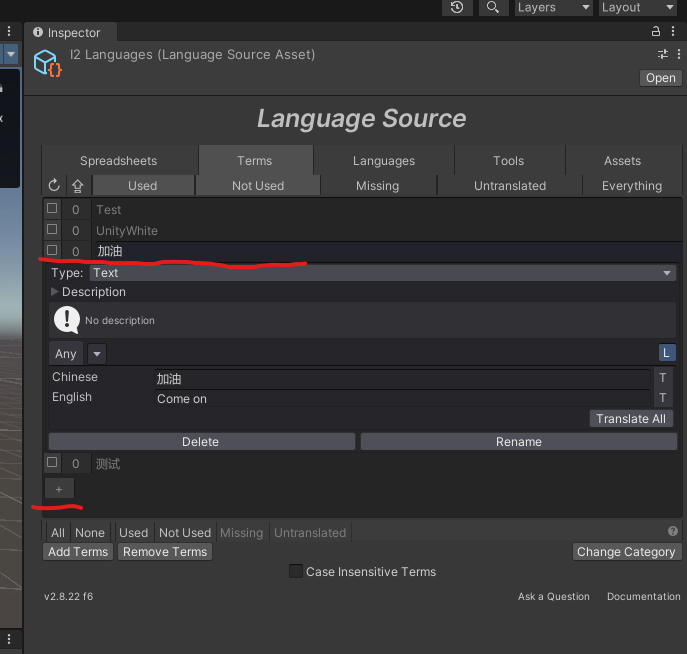 Layers Layout
Inspector
I2 Languages (Language Source Asset)
Open
Language Source
Spreadsheets Terms Languages Tools Assets
Used Not Used Missing Untranslated Everything
0 Test
0 UnityWhite
0 加油
Type: Text
Description
No description
Any L
Chinese 加油 T
English Come on T
Translate All
Delete Rename
0 测试
+
All None Used Not Used Missing Untranslated ?
Add Terms Remove Terms Change Category
Case Insensitive Terms
v2.8.22 f6 Ask a Question Documentation